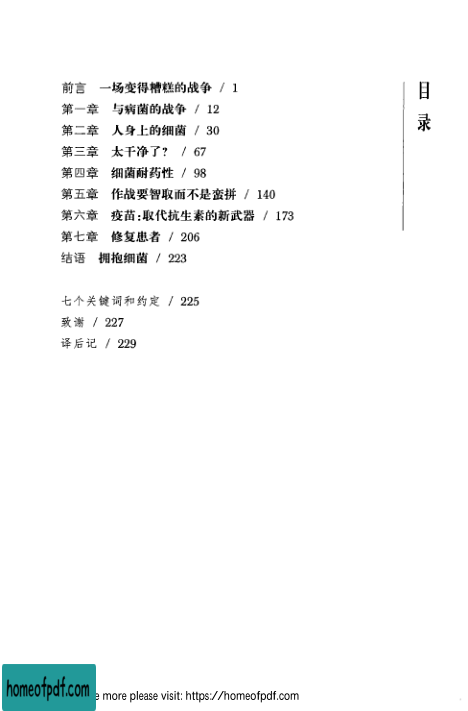 目录
前言 一场变得糟糕的战争 / 1
第一章 与病菌的战争 / 12
第二章 人身上的细菌 / 30
第三章 太干净了? / 67
第四章 细菌耐药性 / 98
第五章 作战要智取而不是蛮拼 / 140
第六章 疫苗:取代抗生素的新武器 / 173
第七章 修复患者 / 206
结语 拥抱细菌 / 223
七个关键词和约定 / 225
致谢 / 227
译后记 / 229
homeofpdf.com
e more please visit: https://homeofpdf.com